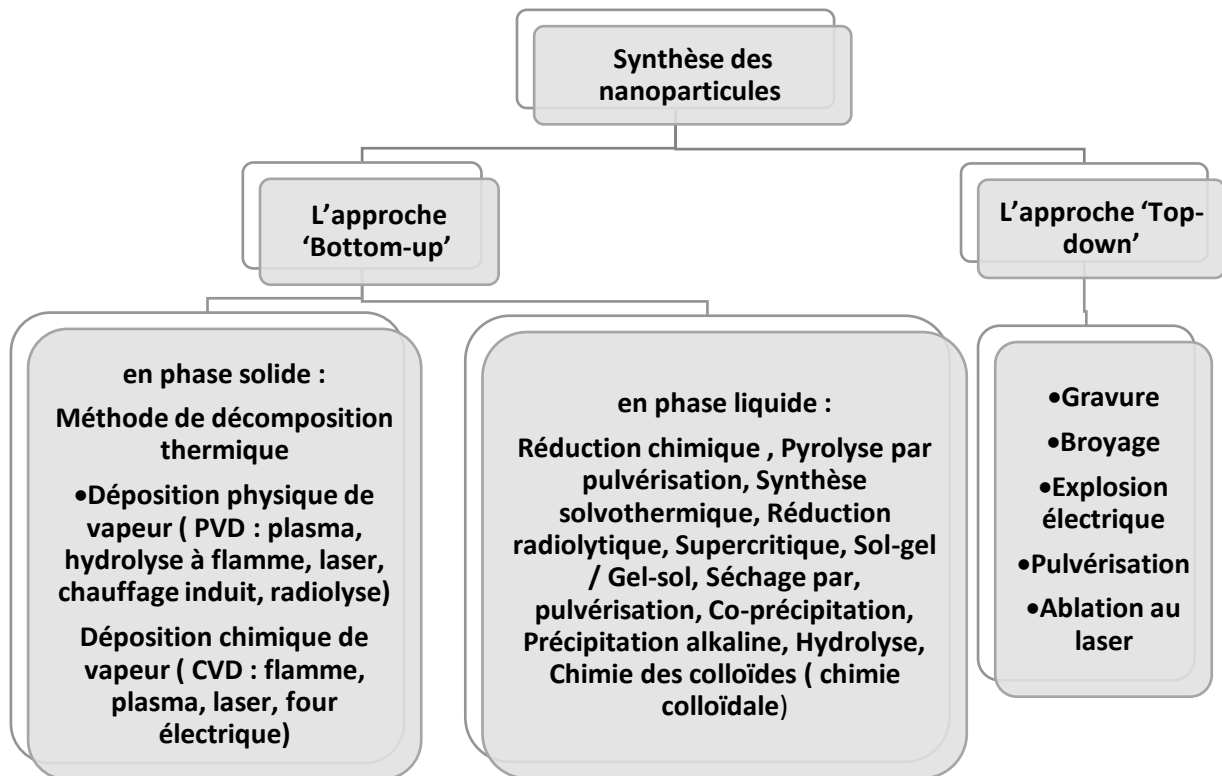 Synthèse des
nanoparticules
L’approche
‘Bottom-up’
L’approche ‘Top-
down’
en phase solide :
Méthode de décomposition
thermique
•Déposition physique de
vapeur ( PVD : plasma,
hydrolyse à flamme, laser,
chauffage induit, radiolyse)
Déposition chimique de
vapeur ( CVD : flamme,
plasma, laser, four
électrique)
en phase liquide :
Réduction chimique , Pyrolyse par
pulvérisation, Synthèse
solvothermique, Réduction
radiolytique, Supercritique, Sol-gel
/ Gel-sol, Séchage par,
pulvérisation, Co-précipitation,
Précipitation alkaline, Hydrolyse,
Chimie des colloïdes ( chimie
colloïdale)
•Gravure
•Broyage
•Explosion
électrique
•Pulvérisation
•Ablation au
laser